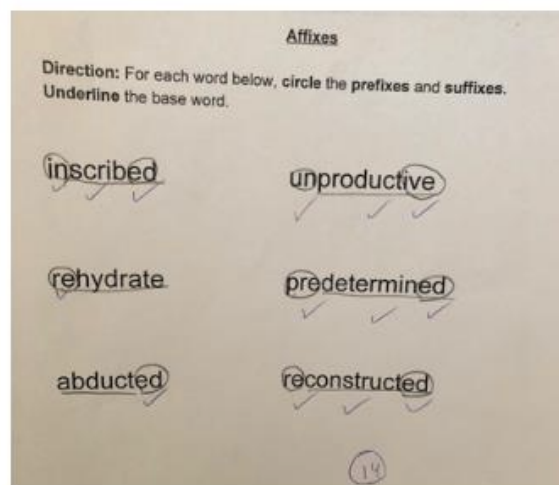 Affixes
Direction: For each word below, circle the prefixes and suffixes.
Underline the base word.
inscribed unproductive
rehydrate predetermined
abducted reconstructed
14